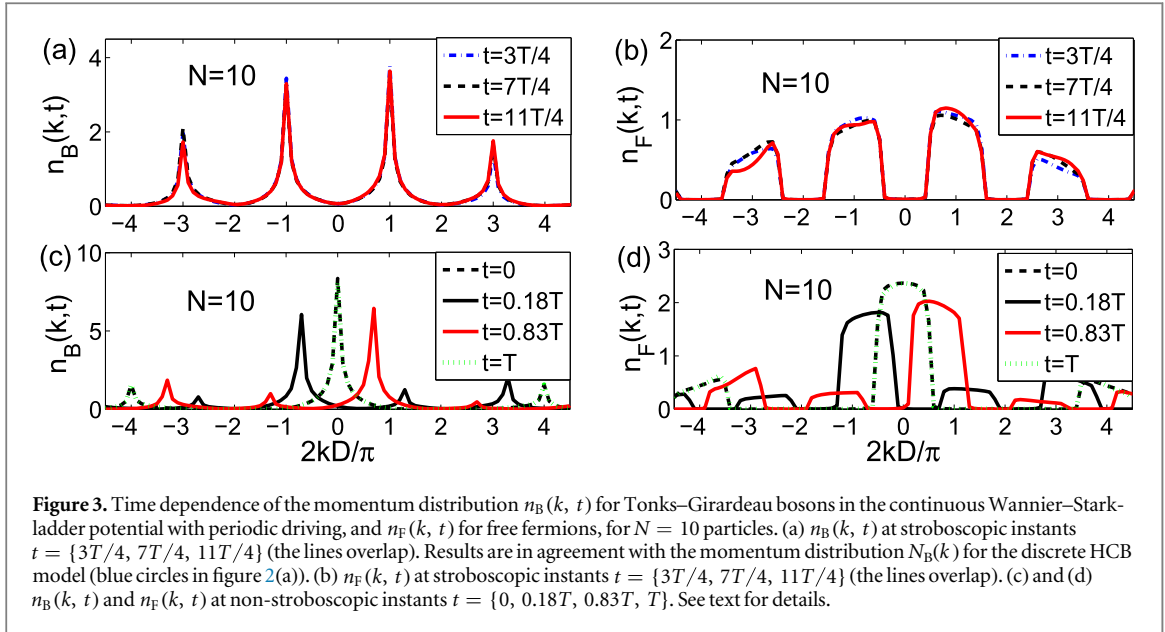 (a)
n_B(k,t)
4
2
0
N=10
t=3T/4
t=7T/4
t=11T/4
−4 −3 −2 −1 0 1 2 3 4
(b)
n_F(k,t)
2
1
0
N=10
t=3T/4
t=7T/4
t=11T/4
−4 −3 −2 −1 0 1 2 3 4
(c)
n_B(k,t)
10
5
0
N=10
t=0
t=0.18T
t=0.83T
t=T
−4 −3 −2 −1 0 1 2 3 4
2kD/π
(d)
n_F(k,t)
3
2
1
0
N=10
t=0
t=0.18T
t=0.83T
t=T
−4 −3 −2 −1 0 1 2 3 4
2kD/π
Figure 3. Time dependence of the momentum distribution n_B(k, t) for Tonks–Girardeau bosons in the continuous Wannier–Stark-
ladder potential with periodic driving, and n_F(k, t) for free fermions, for N = 10 particles. (a) n_B(k, t) at stroboscopic instants
t = {3T/4, 7T/4, 11T/4} (the lines overlap). Results are in agreement with the momentum distribution N_B(k) for the discrete HCB
model (blue circles in figure 2(a)). (b) n_F(k, t) at stroboscopic instants t = {3T/4, 7T/4, 11T/4} (the lines overlap). (c) and (d)
n_B(k, t) and n_F(k, t) at non-stroboscopic instants t = {0, 0.18T, 0.83T, T}. See text for details.